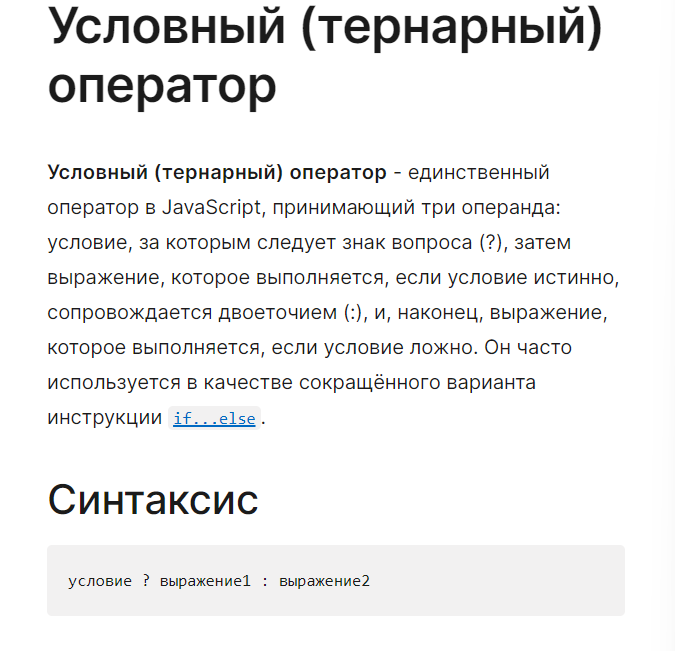 Условный (тернарный)
оператор
Условный (тернарный) оператор - единственный
оператор в JavaScript, принимающий три операнда:
условие, за которым следует знак вопроса (?), затем
выражение, которое выполняется, если условие истинно,
сопровождается двоеточием (:), и, наконец, выражение,
которое выполняется, если условие ложно. Он часто
используется в качестве сокращённого варианта
инструкции if...else.
Синтаксис
условие ? выражение1 : выражение2